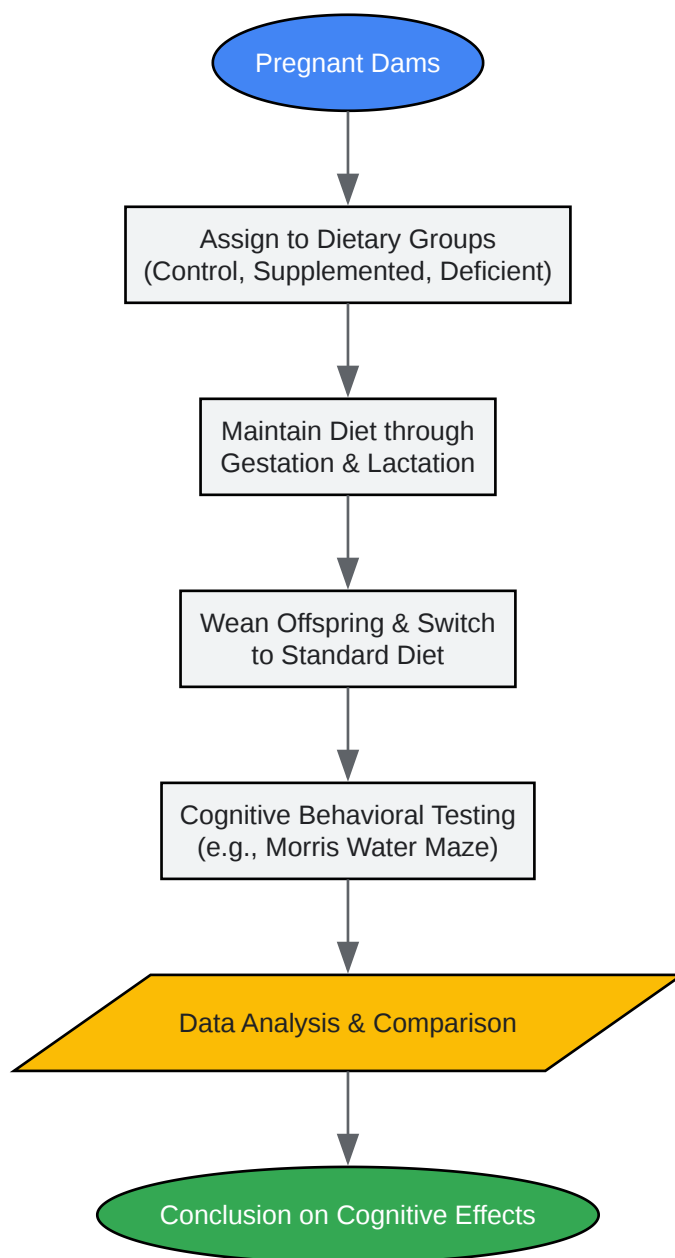 Pregnant Dams
Assign to Dietary Groups
(Control, Supplemented, Deficient)
Maintain Diet through
Gestation & Lactation
Wean Offspring & Switch
to Standard Diet
Cognitive Behavioral Testing
(e.g., Morris Water Maze)
Data Analysis & Comparison
Conclusion on Cognitive Effects